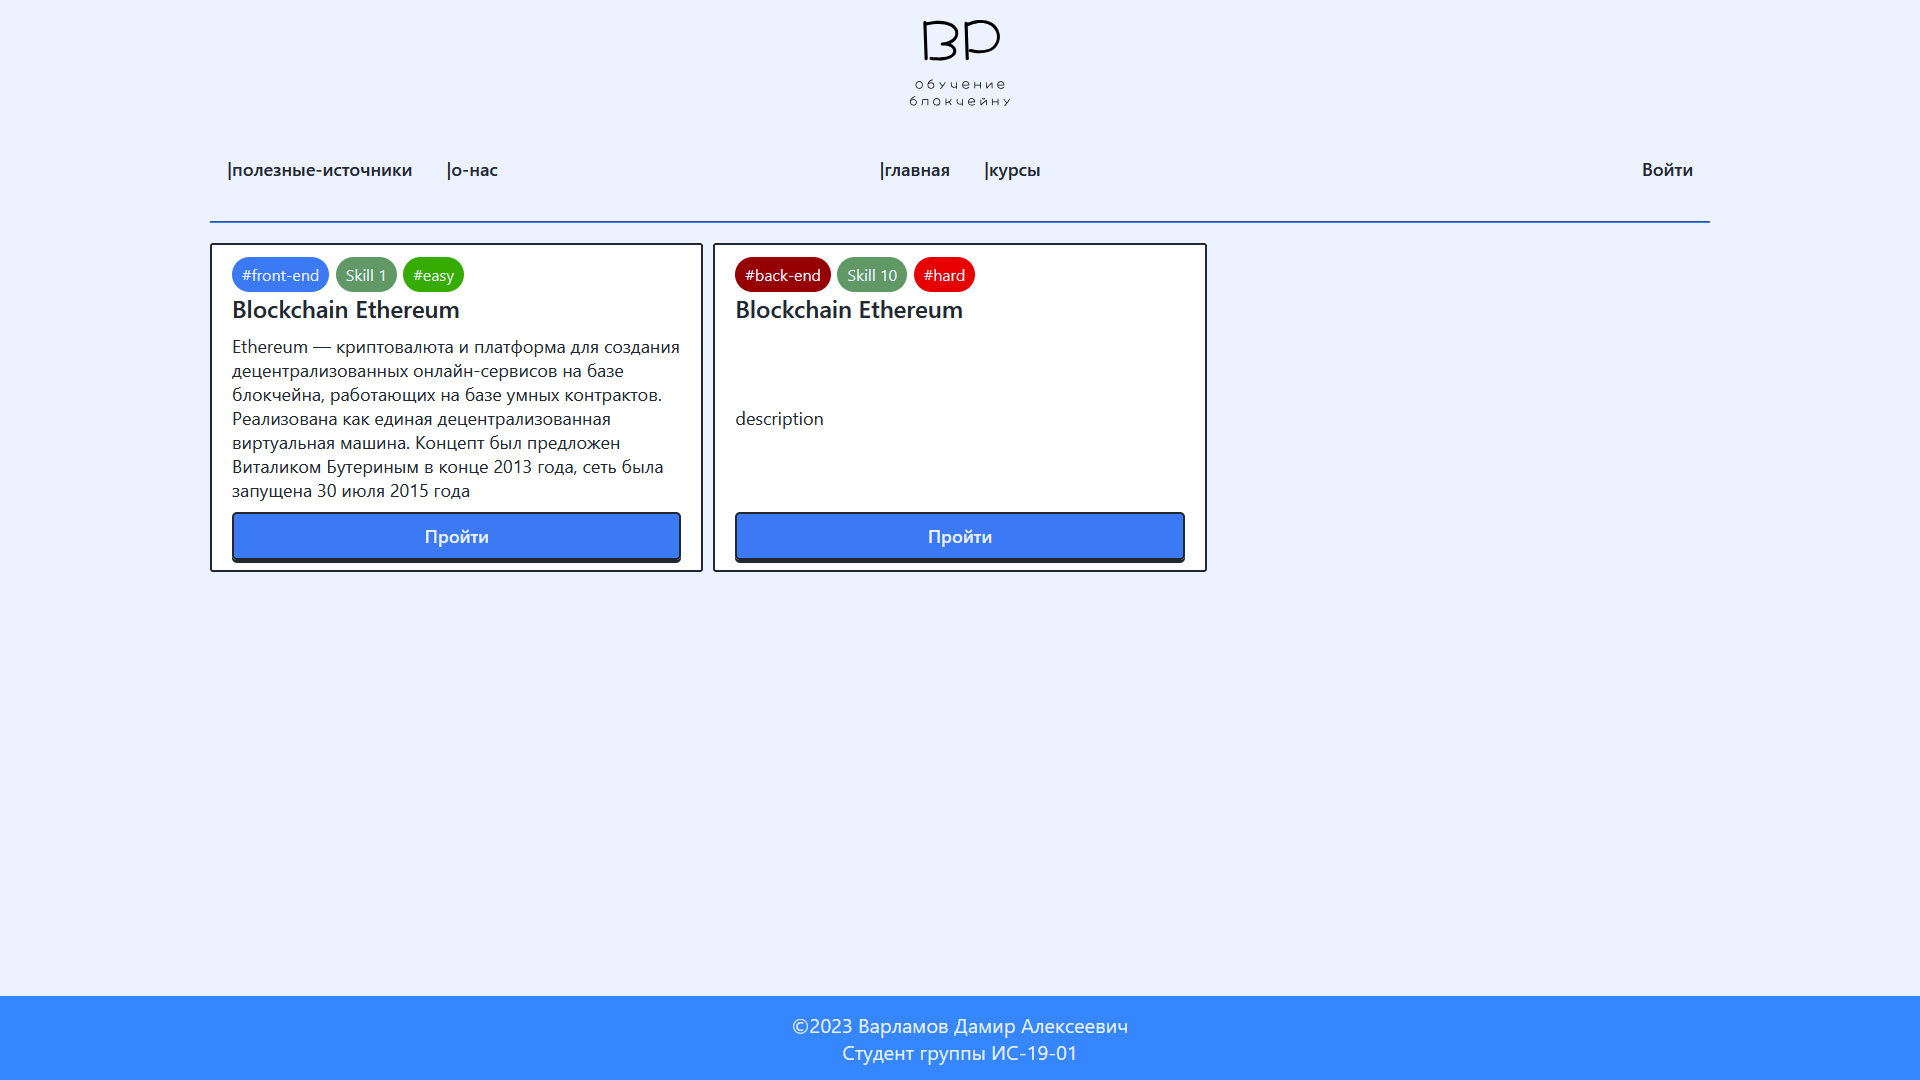 BP
обучение
блокчейну
|полезные-источники |о-нас |главная |курсы Войти
#front-end Skill 1 #easy
Blockchain Ethereum
Ethereum — криптовалюта и платформа для создания
децентрализованных онлайн-сервисов на базе
блокчейна, работающих на базе умных контрактов.
Реализована как единая децентрализованная
виртуальная машина. Концепт был предложен
Виталиком Бутериным в конце 2013 года, сеть была
запущена 30 июля 2015 года
Пройти
#back-end Skill 10 #hard
Blockchain Ethereum
description
Пройти
©2023 Варламов Дамир Алексеевич
Студент группы ИС-19-01